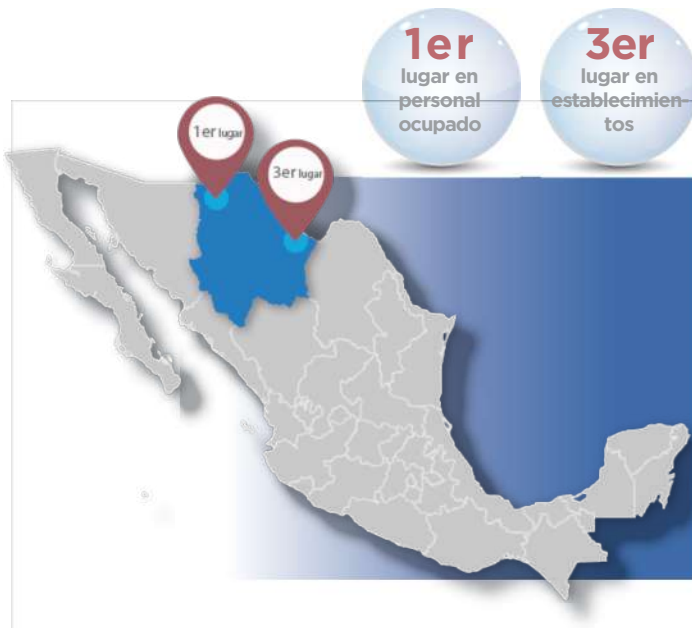 1er
lugar en
personal
ocupado
3er
lugar en
establecimien-
tos
1er lugar
3er lugar